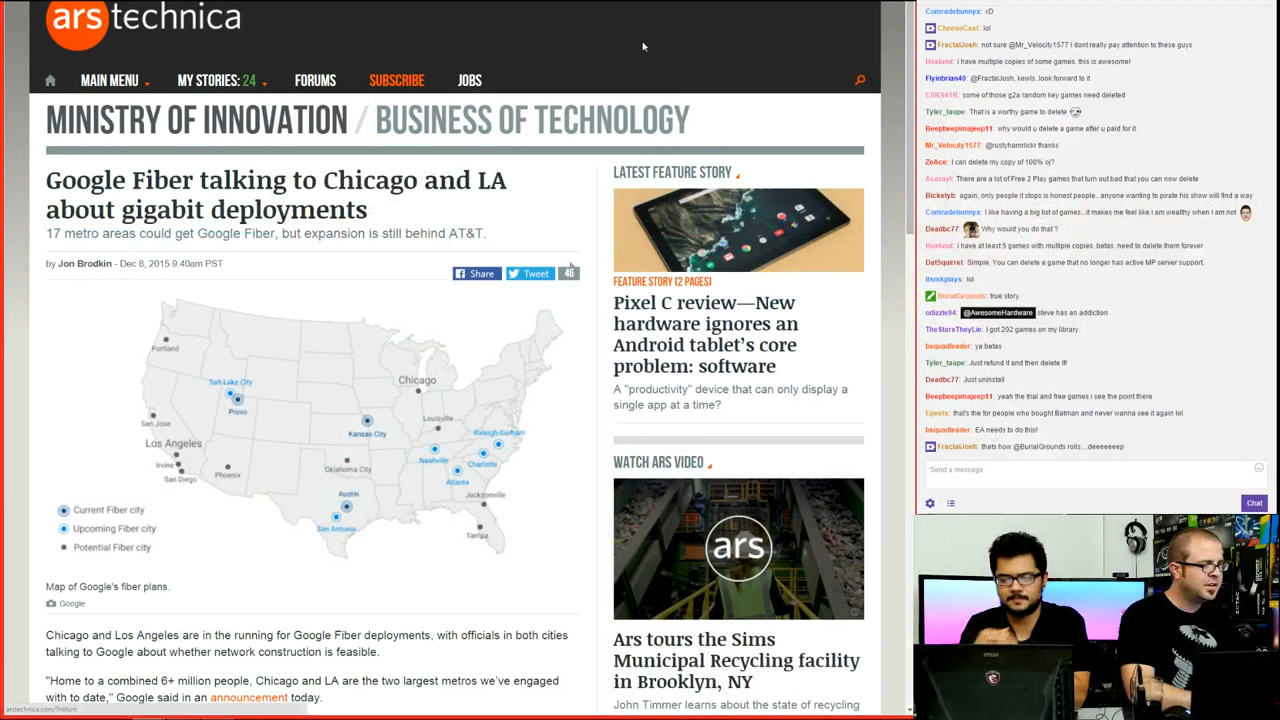 ars technica
MAIN MENU
MY STORIES: 24
FORUMS
SUBSCRIBE
JOBS
MINISTRY OF INNOVATION / BUSINESS OF TECHNOLOGY
Google Fiber talking to Chicago and LA
about gigabit deployments
17 metro areas could get Google Fiber, but expansion is still behind AT&T.
by Jon Brodkin - Dec 8, 2015 9:40am PST
Share
Tweet
46
Portland
Salt Lake City
Provo
Chicago
San Jose
Kansas City
Louisville
Raleigh-Durham
Los Angeles
Nashville
Charlotte
Irvine
San Diego
Phoenix
Oklahoma City
Atlanta
Austin
Jacksonville
San Antonio
Tampa
Current Fiber city
Upcoming Fiber city
Potential Fiber city
Map of Google's fiber plans.
Google
Chicago and Los Angeles are in the running for Google Fiber deployments, with officials in both cities
talking to Google about whether network construction is feasible.
"Home to a combined 6+ million people, Chicago and LA are the two largest metros we've engaged
with to date," Google said in an announcement today.
arstechnica.com/?return
LATEST FEATURE STORY
FEATURE STORY (2 PAGES)
Pixel C review—New
hardware ignores an
Android tablet's core
problem: software
A "productivity" device that can only display a
single app at a time?
WATCH ARS VIDEO
ars
Ars tours the Sims
Municipal Recycling facility
in Brooklyn, NY
John Timmer learns about the state of recycling
Comradebunnyx: xD
CheeseCast: lol
FractalJosh: not sure @Mr_Velocity1577 I dont really pay attention to these guys
Hoxlund: i have multiple copies of some games. this is awesome!
Flyinbrian40: @FractalJosh, kewls..look forward to it
C0RS41R: some of those g2a random key games need deleted
Tyler_taupe: That is a worthy game to delete
Beepbeepimajeep11: why would u delete a game after u paid for it
Mr_Velocity1577: @rustyhamrlickr thanks
ZeAce: I can delete my copy of 100% oj?
Acerayl: There are a lot of Free 2 Play games that turn out bad that you can now delete
Bicketyb: again, only people it stops is honest people.. anyone wanting to pirate his show will find a way
Comradebunnyx: I like having a big list of games...it makes me feel like I am wealthy when I am not
Deadbc77: Why would you do that ?
Hoxlund: i have at least 5 games with multiple copies. betas. need to delete them forever
Dat5quirrel: Simple. You can delete a game that no longer has active MP server support.
Itsmkplays: lol
BurialGrounds: true story
odizzle94: @AwesomeHardware steve has an addiction
TheStarsTheyLie: I got 202 games on my library.
bsquadleader: ya betas
Tyler_taupe: Just refund it and then delete it!
Deadbc77: Just uninstall
Beepbeepimajeep11: yeah the trial and free games i see the point there
Epests: that's the for people who bought Batman and never wanna see it again lol
bsquadleader: EA needs to do this!
FractalJosh: thats how @BurialGrounds rolls...deeeeeeep
Send a message
Chat
msi
ZOTAC